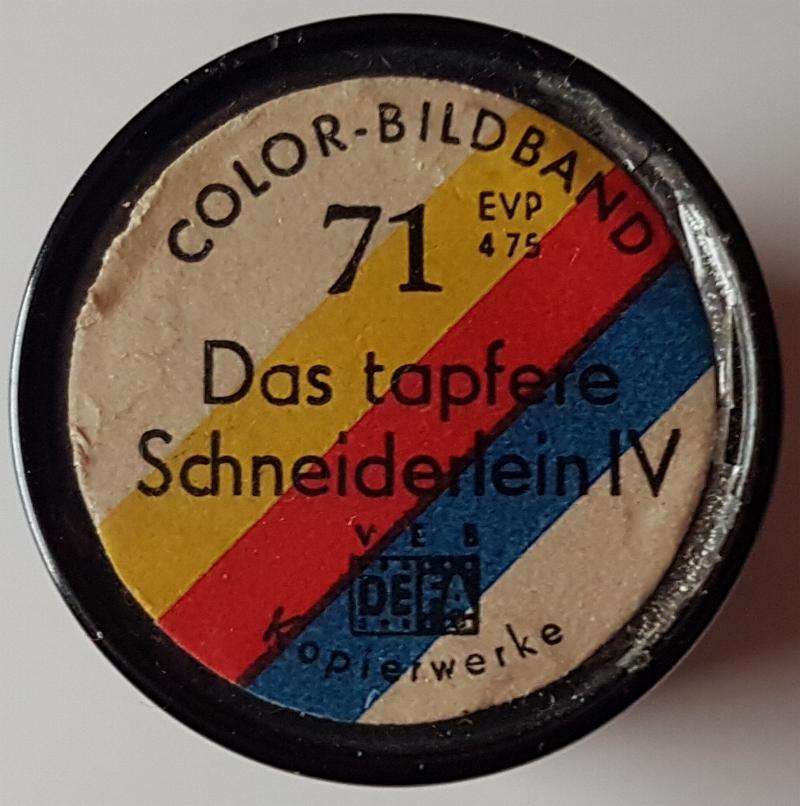 COLOR-BILDBAND
71
EVP
4 75
Das tapfere
Schneiderlein IV
VEB
DEFA
Kopierwerke